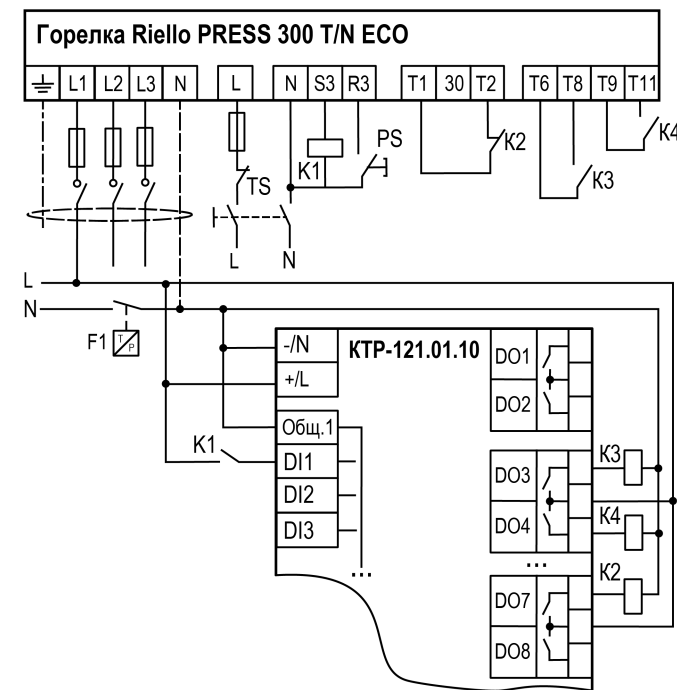 Горелка Riello PRESS 300 T/N ECO
L1 L2 L3 N L N S3 R3 T1 30 T2 T6 T8 T9 T11
K1 PS K2 K4
TS K3
L N
L
N
F1 T P
-/N КТР-121.01.10 DO1
+/L DO2
Общ.1
K1 DI1 DO3 K3
DI2 DO4 K4
DI3
... ...
K2
DO7
DO8